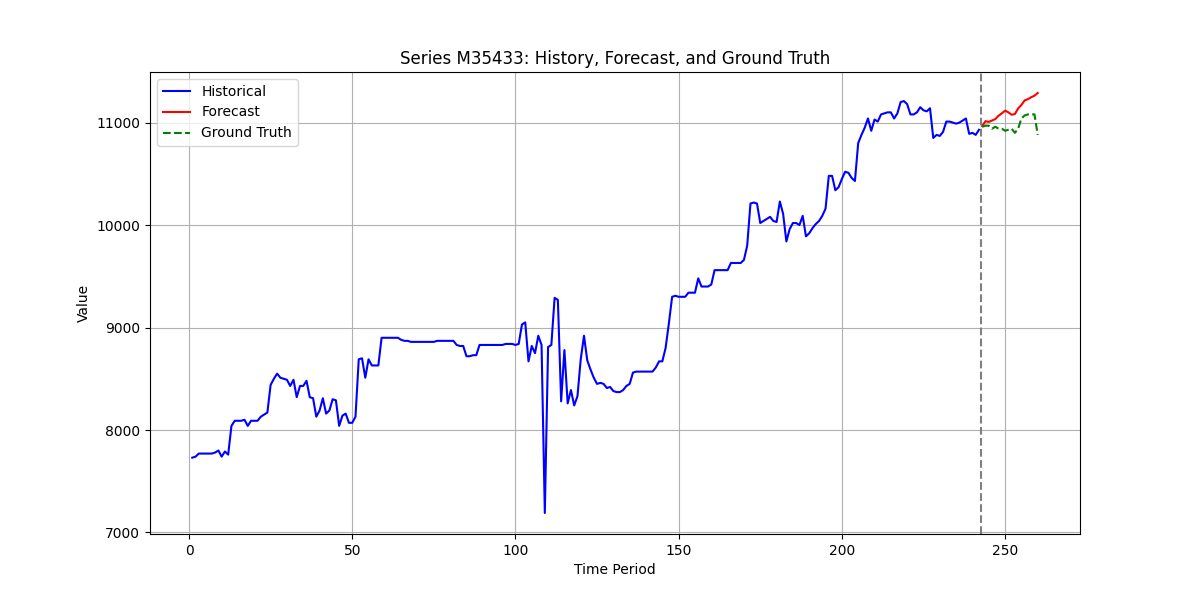 Series M35433: History, Forecast, and Ground Truth
Historical
Forecast
Ground Truth
11000
10000
9000
8000
7000
Value
0 50 100 150 200 250
Time Period